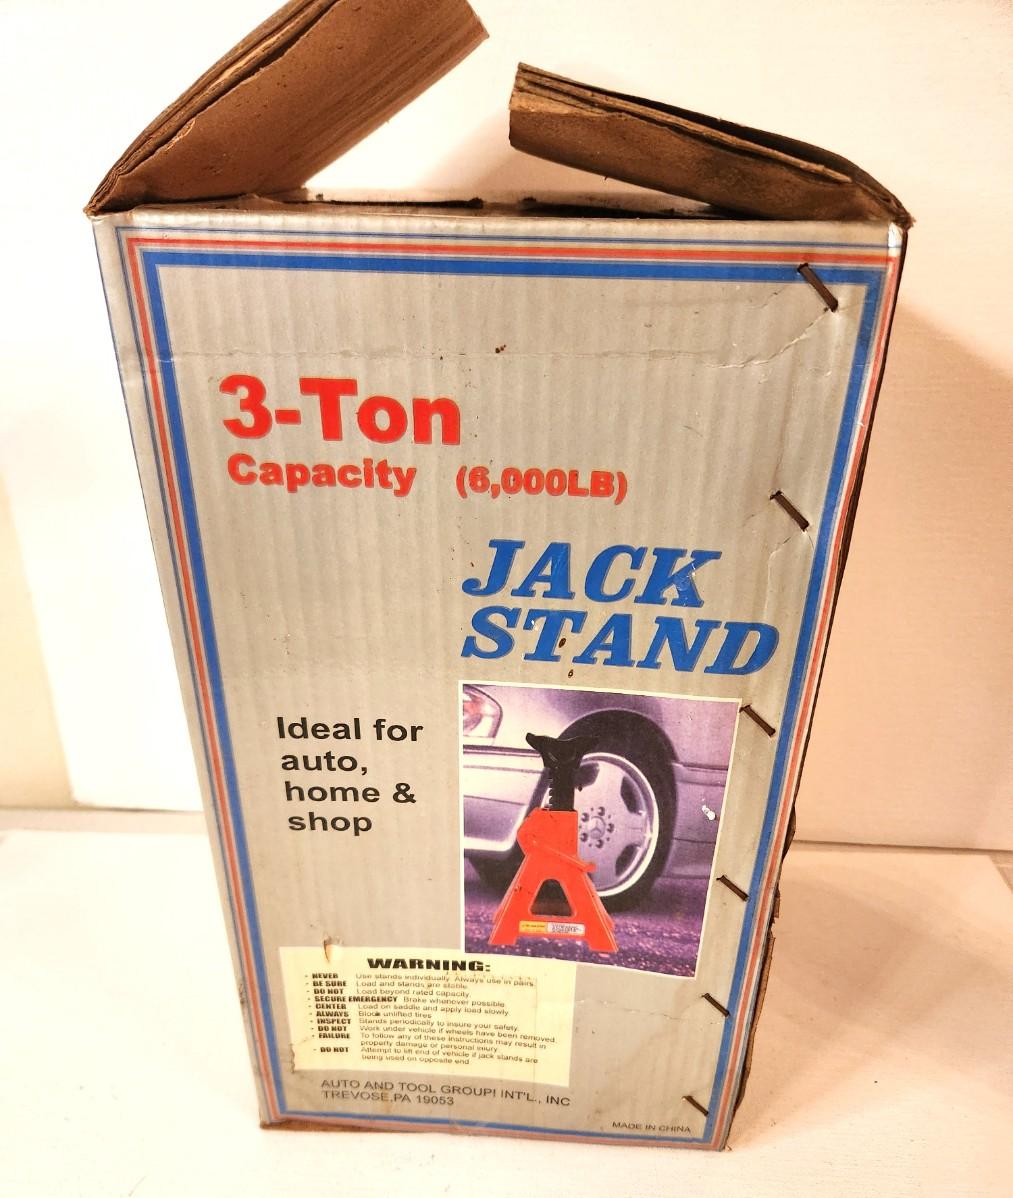 3-Ton
Capacity (6,000LB)
JACK
STAND
Ideal for
auto,
home &
shop
WARNING:
- NEVER Use stands individually. Always use in pairs.
- BE SURE Load and stands are stable.
- DO NOT Load beyond rated capacity.
- SECURE EMERGENCY Brake whenever possible.
- CENTER Load on saddle and apply load slowly
- ALWAYS Block unlifted tires
- INSPECT Stands periodically to insure your safety.
- DO NOT Work under vehicle if wheels have been removed.
- FAILURE To follow any of these instructions may result in
property damage or personal injury
- DO NOT Attempt to lift end of vehicle if jack stands are
being used on opposite end
AUTO AND TOOL GROUP! INT'L., INC
TREVOSE,PA 19053
MADE IN CHINA